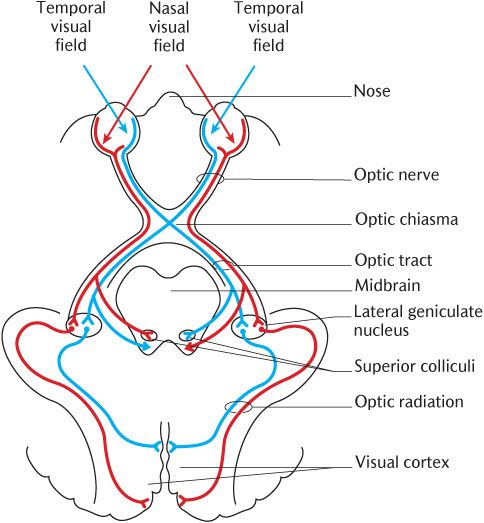 Temporal
visual
field
Nasal
visual
field
Temporal
visual
field
Nose
Optic nerve
Optic chiasma
Optic tract
Midbrain
Lateral geniculate
nucleus
Superior colliculi
Optic radiation
Visual cortex